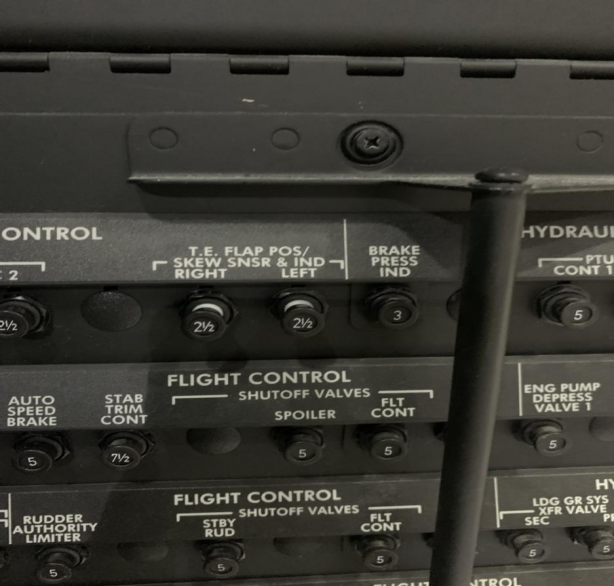 ONTROL
T.E. FLAP POS/
SKEW SNSR & IND
RIGHT LEFT
BRAKE
PRESS
IND
HYDRAUL
PTU
CONT 1
2
2½
2½
2½
3
5
FLIGHT CONTROL
SHUTOFF VALVES
AUTO
SPEED
BRAKE
STAB
TRIM
CONT
SPOILER
FLT
CONT
ENG PUMP
DEPRESS
VALVE 1
5
7½
5
5
5
FLIGHT CONTROL
SHUTOFF VALVES
RUDDER
AUTHORITY
LIMITER
STBY
RUD
FLT
CONT
HY
LDG GR SYS
XFR VALVE
SEC
5
5
5
5
5